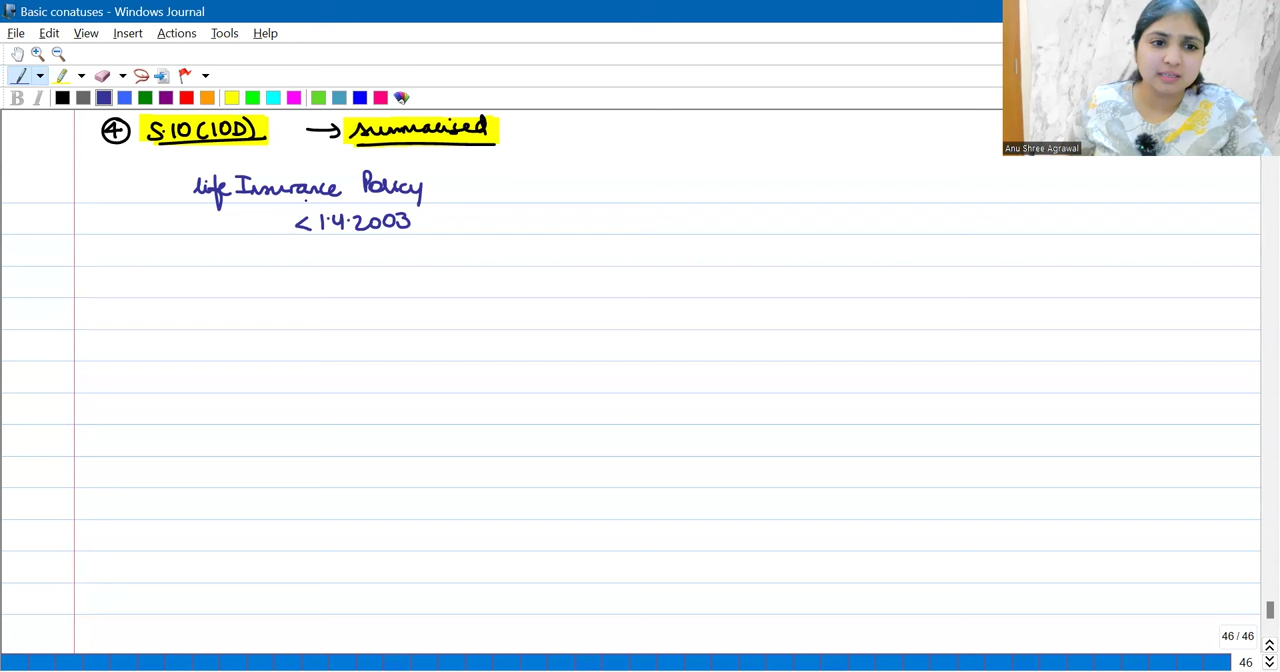 Basic conatuses - Windows Journal
File Edit View Insert Actions Tools Help
B I
Anu Shree Agrawal
④ S.10(10D) → summarised
life Insurance Policy
< 1.4.2003
46 / 46
46